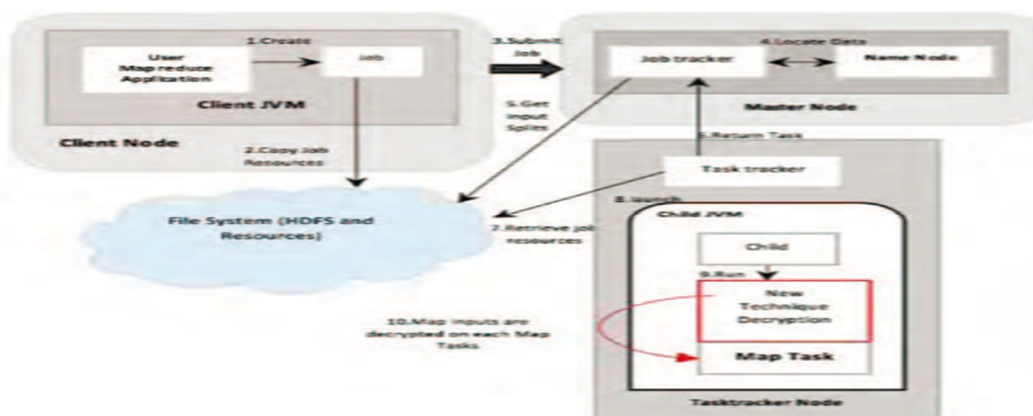 1.Create
User
Map reduce
Application
Job
Client JVM
Client Node
2.Copy Job
Resources
3.Submit
Job
4.Locate Data
Job tracker
Name Node
Master Node
5.Get
Input
Splits
Return Task
Task tracker
7.Retrieve job
resources
8.launch
File System (HDFS and
Resources)
Child JVM
Child
9.Run
New
Technique
Decryption
Map Task
10.Map inputs are
decrypted on each Map
Tasks
Tasktracker Node